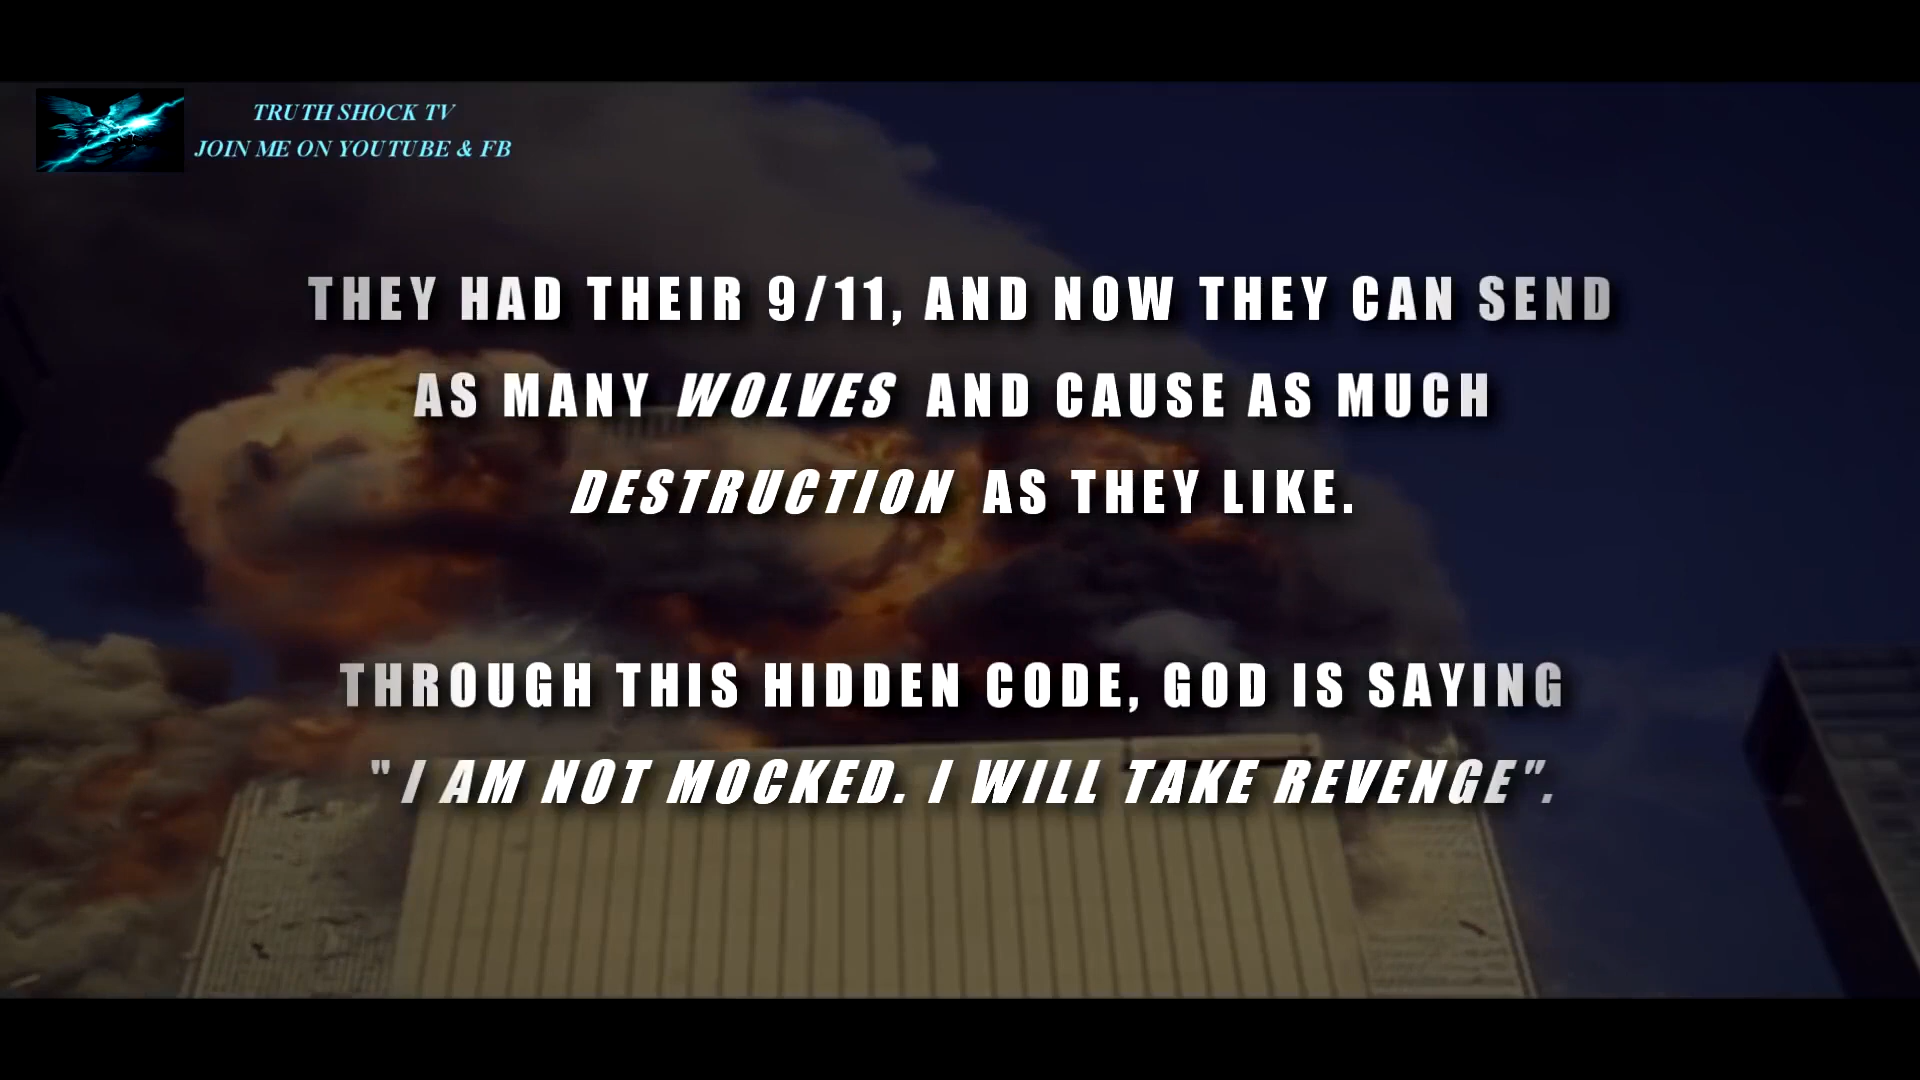 TRUTH SHOCK TV
JOIN ME ON YOUTUBE & FB
THEY HAD THEIR 9/11, AND NOW THEY CAN SEND
AS MANY WOLVES AND CAUSE AS MUCH
DESTRUCTION AS THEY LIKE.
THROUGH THIS HIDDEN CODE, GOD IS SAYING
"I AM NOT MOCKED. I WILL TAKE REVENGE".